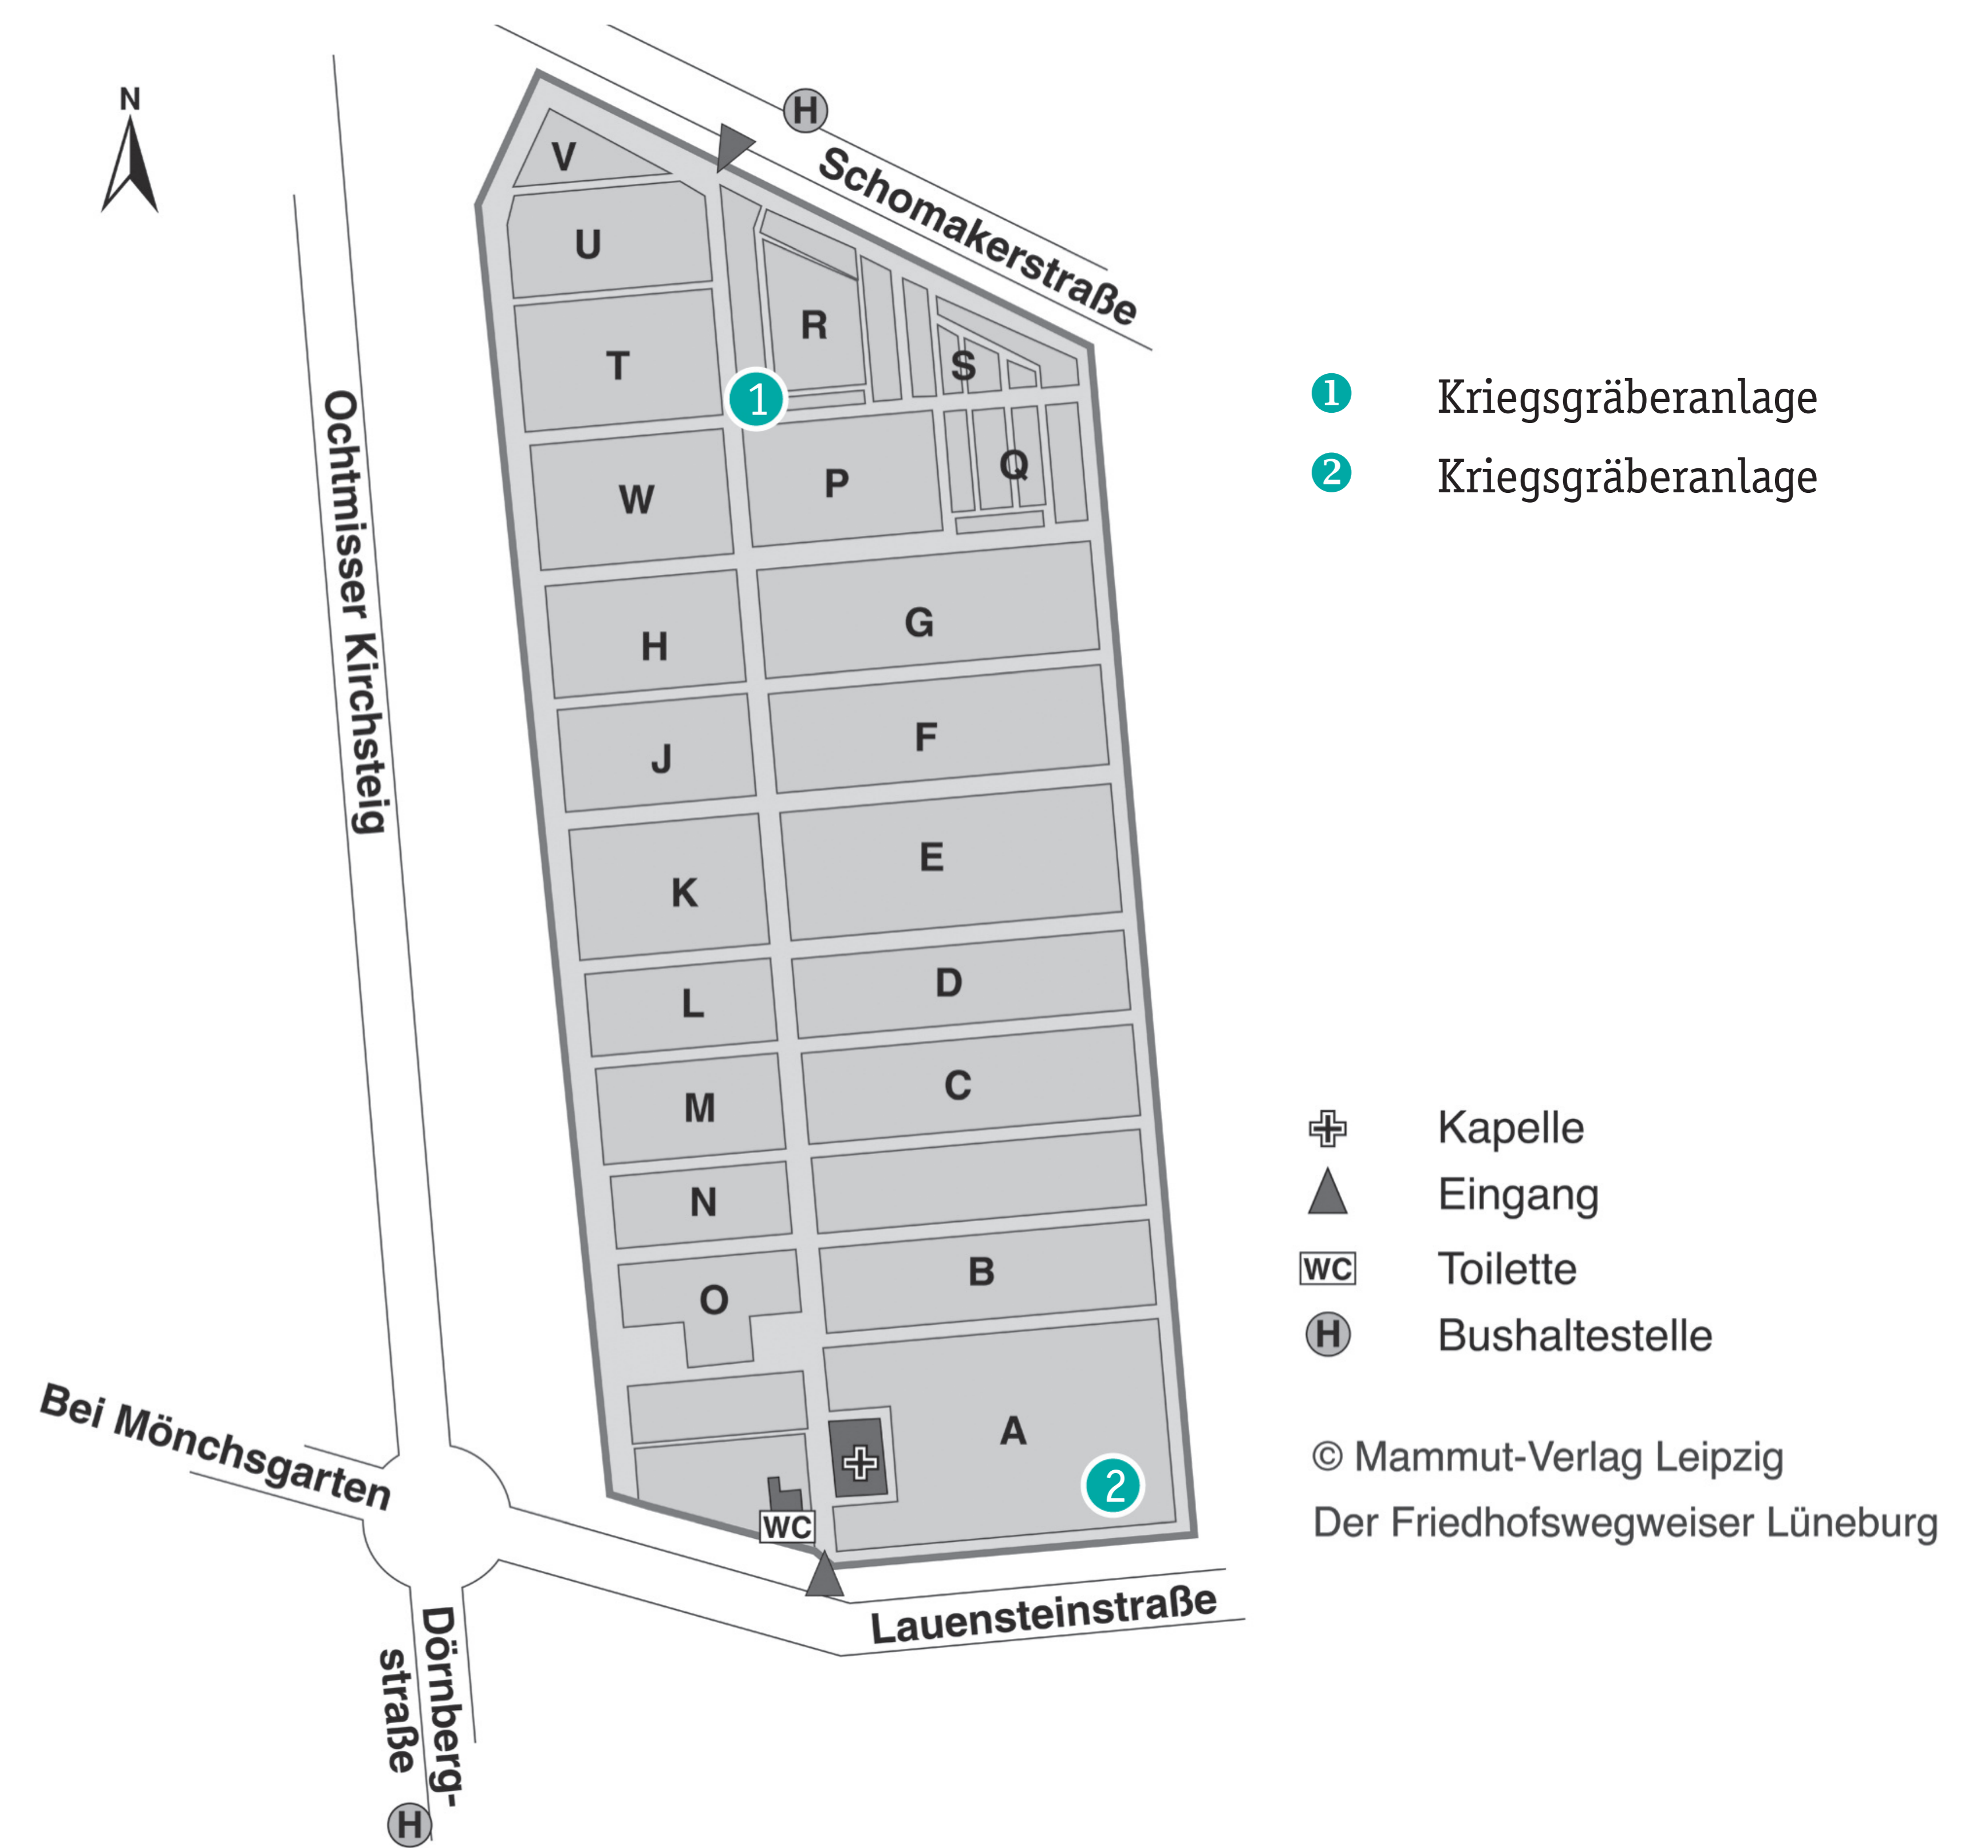 N
H
Schomakerstraße
V
U
R
T
S
1
W
P
Q
H
G
J
F
K
E
L
D
M
C
N
O
B
A
2
WC
Ochtmisser Kirchsteig
Bei Mönchsgarten
Lauensteinstraße
Dörnberg-
straße
H
1 Kriegsgräberanlage
2 Kriegsgräberanlage
Kapelle
Eingang
WC Toilette
H Bushaltestelle
© Mammut-Verlag Leipzig
Der Friedhofswegweiser Lüneburg